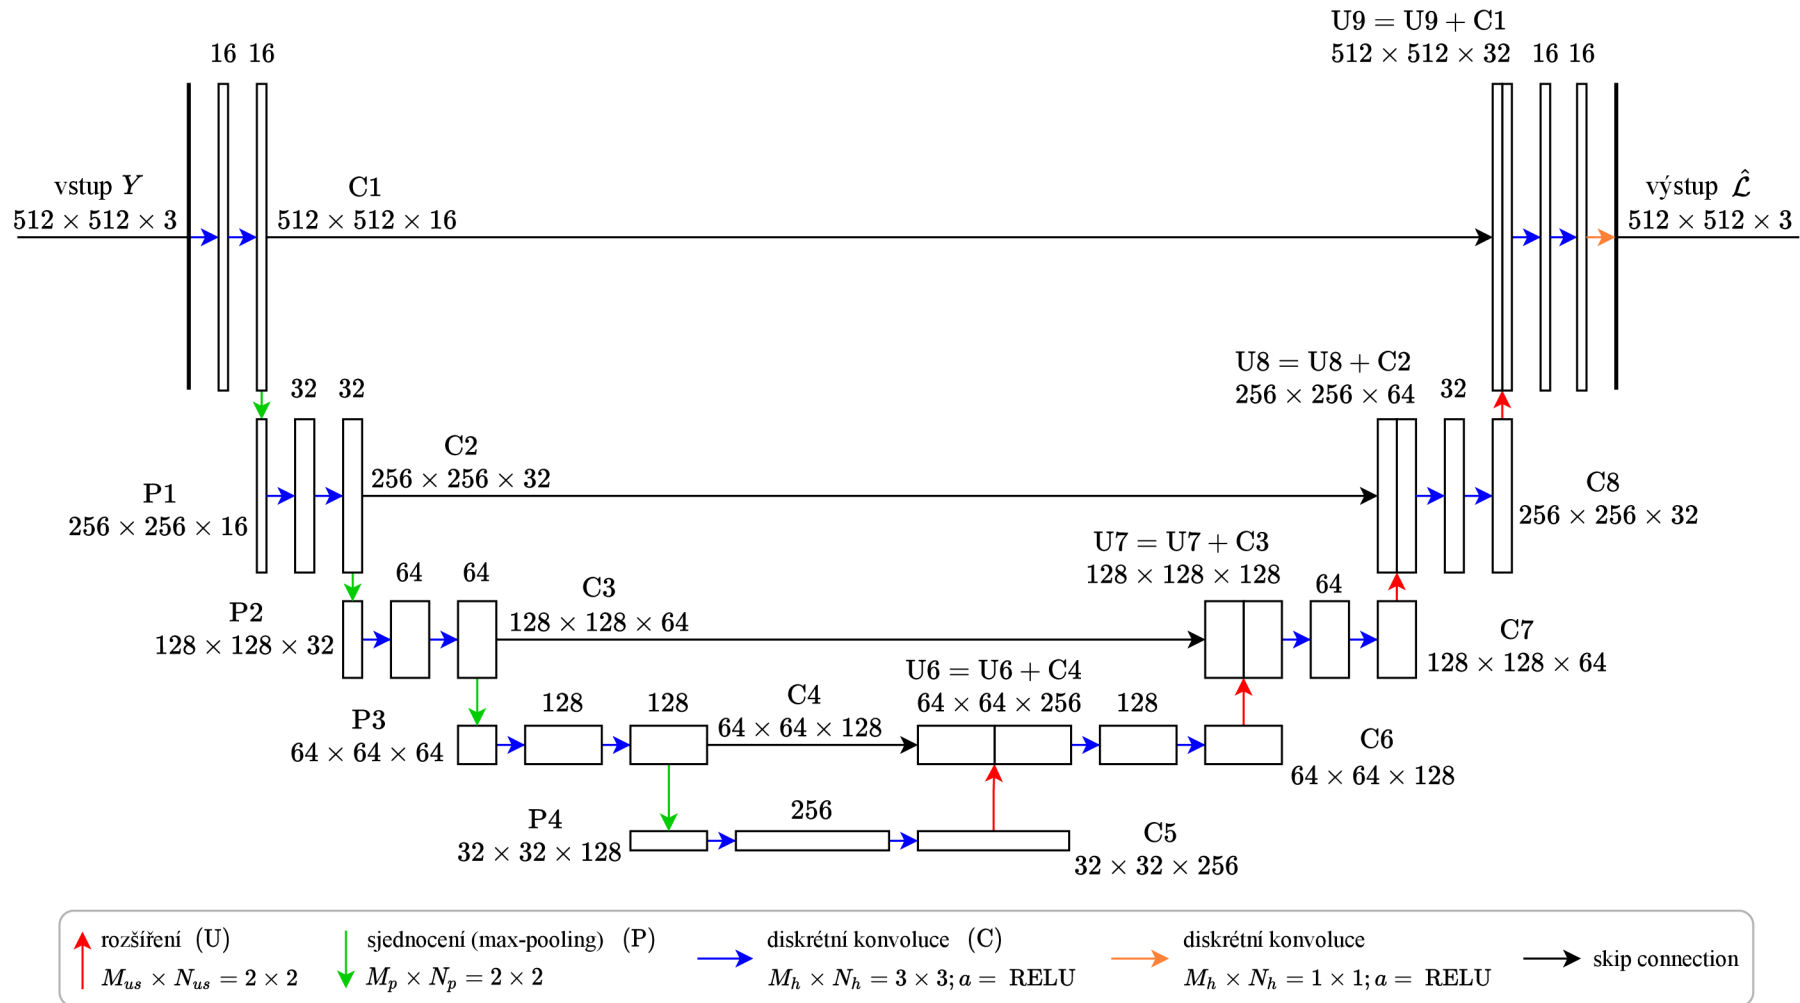 U9 = U9 + C1
16 16
512 × 512 × 32 16 16
vstup Y
512 × 512 × 3
C1
512 × 512 × 16
výstup ℒ̂
512 × 512 × 3
U8 = U8 + C2
256 × 256 × 64
32 32
32
C2
256 × 256 × 32
P1
256 × 256 × 16
C8
256 × 256 × 32
U7 = U7 + C3
128 × 128 × 128
64 64
64
C3
128 × 128 × 64
P2
128 × 128 × 32
C7
128 × 128 × 64
U6 = U6 + C4
64 × 64 × 256
128 128
128
C4
64 × 64 × 128
P3
64 × 64 × 64
C6
64 × 64 × 128
256
P4
32 × 32 × 128
C5
32 × 32 × 256
rozšíření (U)
M_us × N_us = 2 × 2
sjednocení (max-pooling) (P)
M_p × N_p = 2 × 2
diskrétní konvoluce (C)
M_h × N_h = 3 × 3; a = RELU
diskrétní konvoluce
M_h × N_h = 1 × 1; a = RELU
skip connection